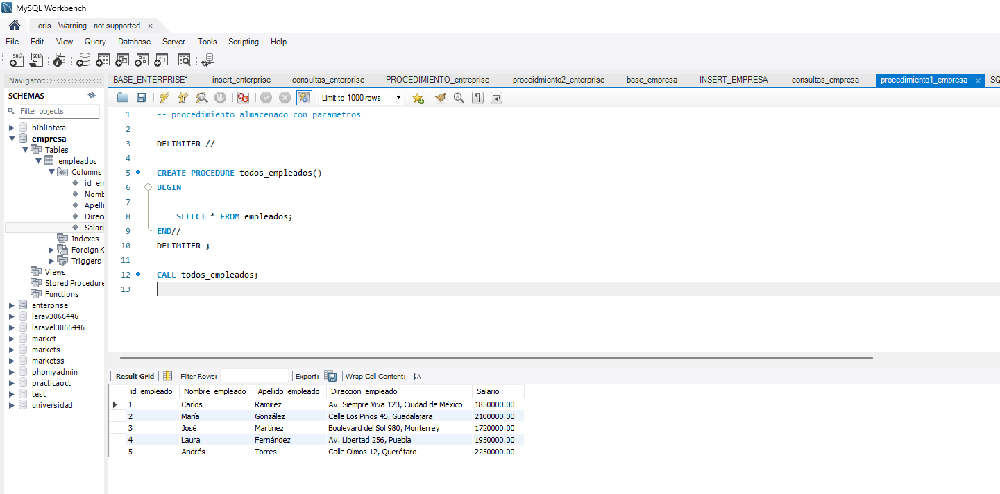 MySQL Workbench
cris - Warning - not supported
File Edit View Query Database Server Tools Scripting Help
Navigator
SCHEMAS
Filter objects
biblioteca
empresa
Tables
empleados
Columns
id_em
Nomb
Apelli
Direcc
Salari
Indexes
Foreign K
Triggers
Views
Stored Procedure
Functions
enterprise
larav3066446
laravel3066446
market
markets
marketss
phpmyadmin
practicaoct
test
universidad
BASE_ENTERPRISE* insert_enterprise consultas_enterprise PROCEDIMIENTO_entreprise proceidmiento2_enterprise base_empresa INSERT_EMPRESA consultas_empresa procedimiento1_empresa SQ
Limit to 1000 rows
1 -- procedimiento almacenado con parametros
2
3 DELIMITER //
4
5 CREATE PROCEDURE todos_empleados()
6 BEGIN
7
8 SELECT * FROM empleados;
9 END//
10 DELIMITER ;
11
12 CALL todos_empleados;
13
Result Grid Filter Rows: Export: Wrap Cell Content:
id_empleado Nombre_empleado Apellido_empleado Direccion_empleado Salario
1 Carlos Ramírez Av. Siempre Viva 123, Ciudad de México 1850000.00
2 María González Calle Los Pinos 45, Guadalajara 2100000.00
3 José Martínez Boulevard del Sol 980, Monterrey 1720000.00
4 Laura Fernández Av. Libertad 256, Puebla 1950000.00
5 Andrés Torres Calle Olmos 12, Querétaro 2250000.00